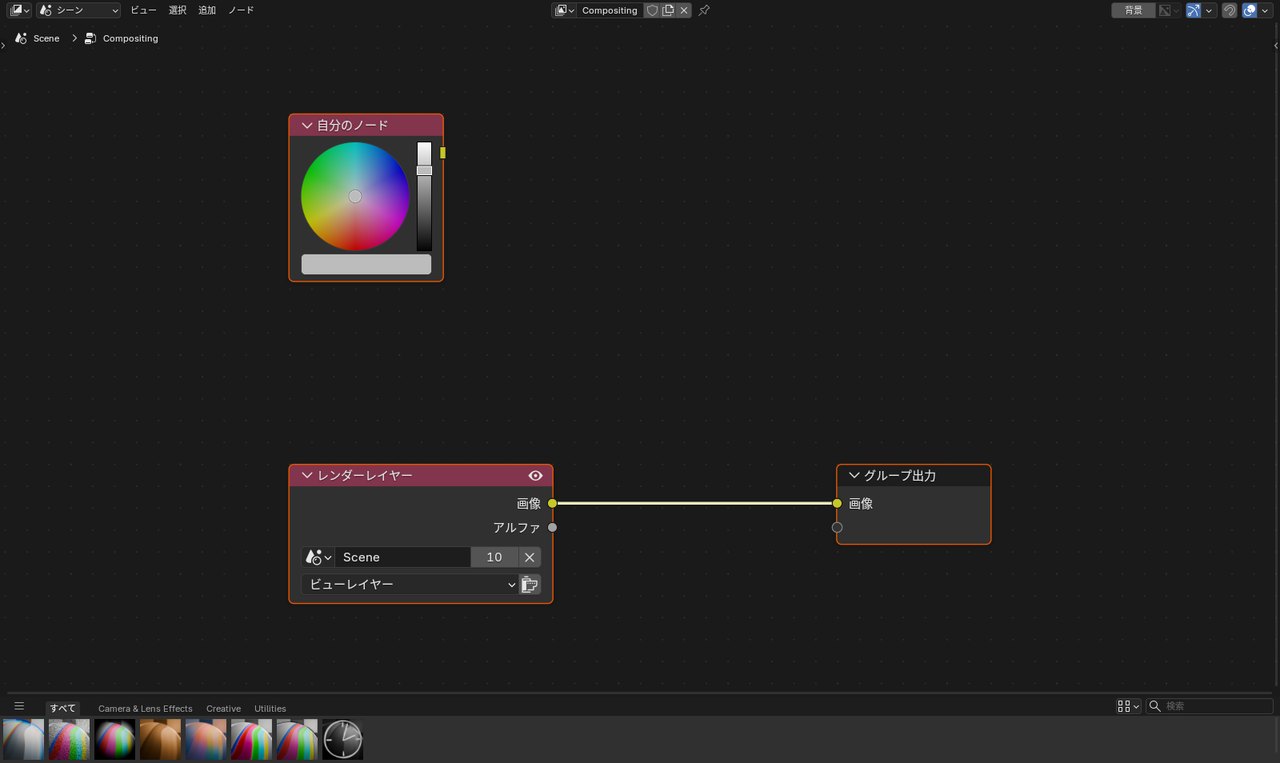 シーン ビュー 選択 追加 ノード Compositing 背景
Scene Compositing
自分のノード
レンダーレイヤー
画像
アルファ
Scene 10
ビューレイヤー
グループ出力
画像
すべて Camera & Lens Effects Creative Utilities 検索